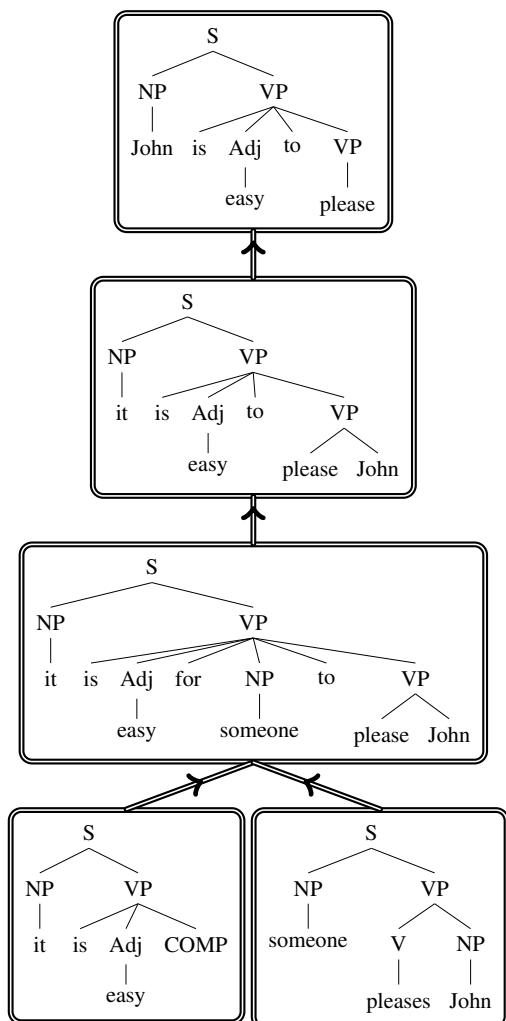 S
NP VP
John is Adj to VP
easy please
S
NP VP
it is Adj to VP
easy please John
S
NP VP
it is Adj for NP to VP
easy someone please John
S
NP VP
it is Adj COMP
easy
S
NP VP
someone V NP
pleases John